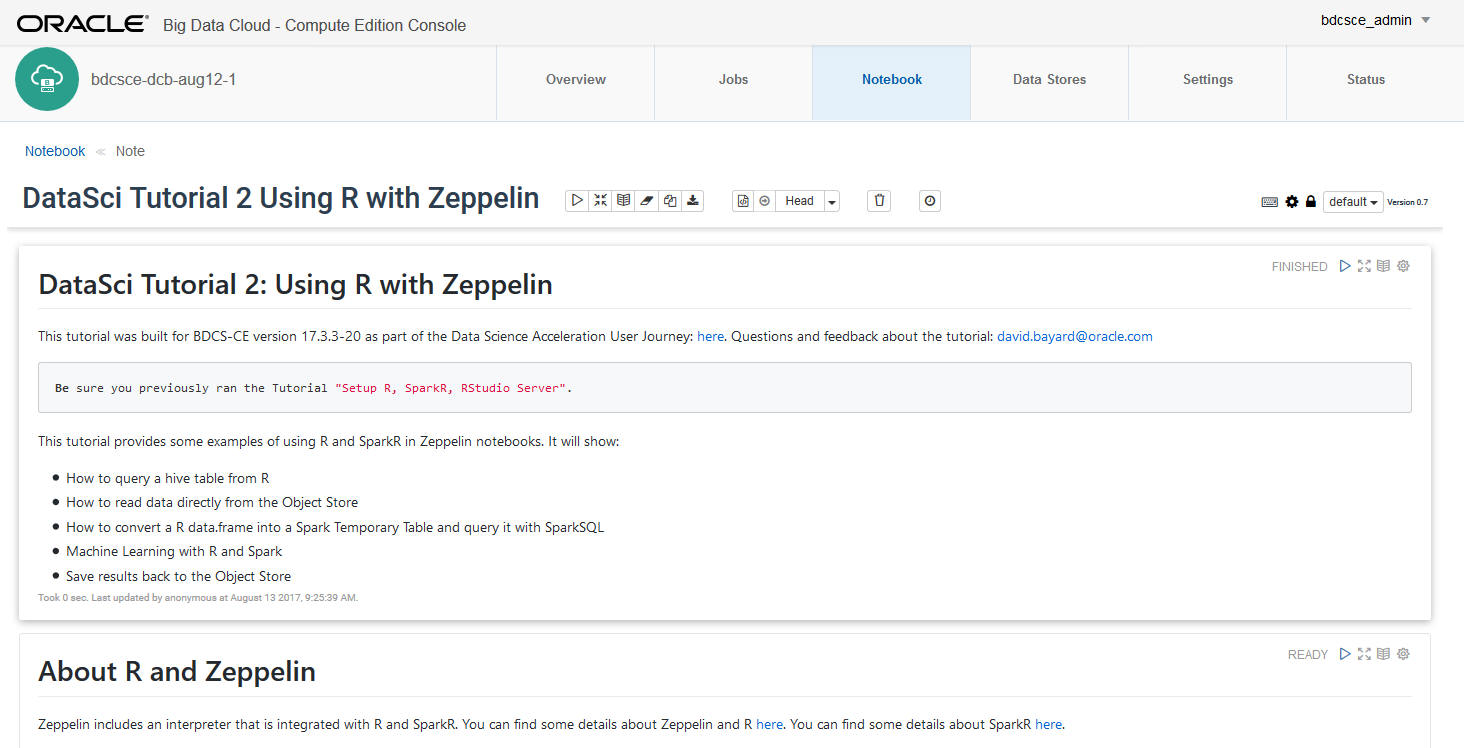 ORACLE® Big Data Cloud - Compute Edition Console
bdcsce_admin
bdcsce-dcb-aug12-1
Overview
Jobs
Notebook
Data Stores
Settings
Status
Notebook ≪ Note
DataSci Tutorial 2 Using R with Zeppelin
Head
default
Version 0.7
DataSci Tutorial 2: Using R with Zeppelin
FINISHED
This tutorial was built for BDCS-CE version 17.3.3-20 as part of the Data Science Acceleration User Journey: here. Questions and feedback about the tutorial: david.bayard@oracle.com
Be sure you previously ran the Tutorial "Setup R, SparkR, RStudio Server".
This tutorial provides some examples of using R and SparkR in Zeppelin notebooks. It will show:
• How to query a hive table from R
• How to read data directly from the Object Store
• How to convert a R data.frame into a Spark Temporary Table and query it with SparkSQL
• Machine Learning with R and Spark
• Save results back to the Object Store
Took 0 sec. Last updated by anonymous at August 13 2017, 9:25:39 AM.
About R and Zeppelin
READY
Zeppelin includes an interpreter that is integrated with R and SparkR. You can find some details about Zeppelin and R here. You can find some details about SparkR here.